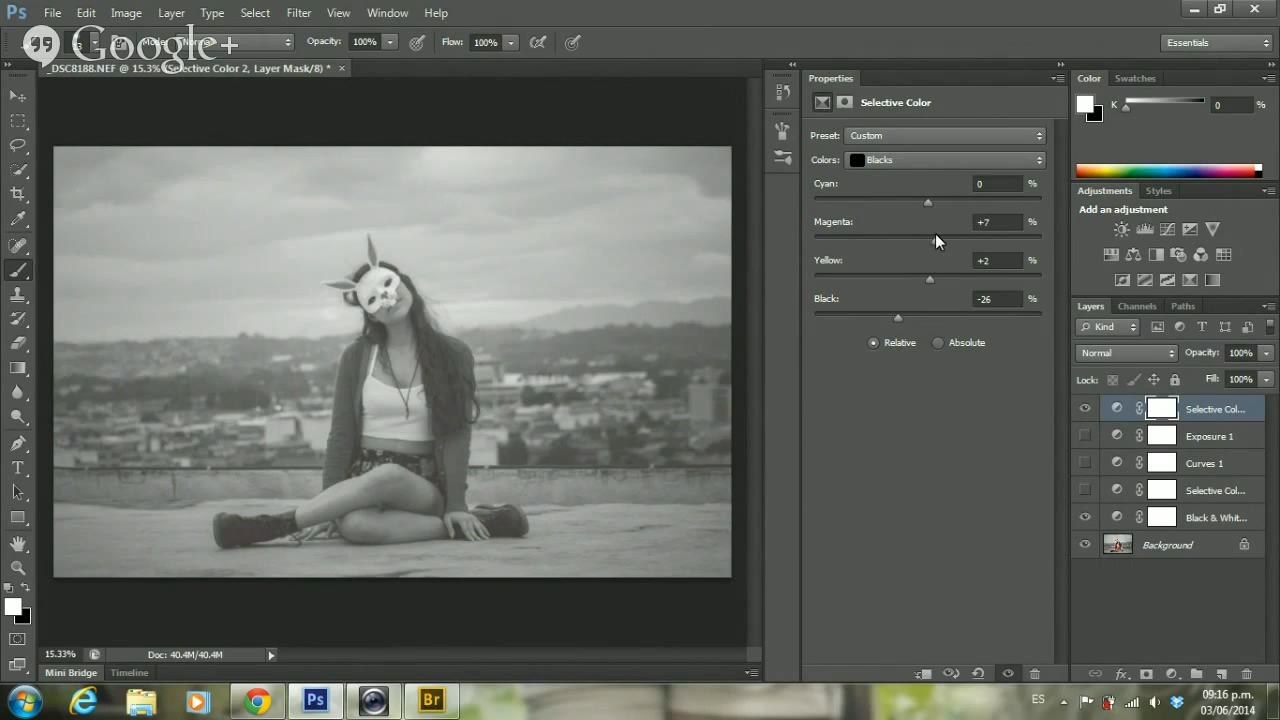 Ps File Edit Image Layer Type Select Filter View Window Help
Google+
Mode: Normal Opacity: 100% Flow: 100% Essentials
_DSC8188.NEF @ 15.3% (Selective Color 2, Layer Mask/8) *
Properties
Selective Color
Preset: Custom
Colors: Blacks
Cyan: 0 %
Magenta: +7 %
Yellow: +2 %
Black: -26 %
Relative Absolute
Color Swatches
K 0 %
Adjustments Styles
Add an adjustment
Layers Channels Paths
Kind
Normal Opacity: 100%
Lock: Fill: 100%
Selective Col...
Exposure 1
Curves 1
Selective Col...
Black & Whit...
Background
15.33% Doc: 40.4M/40.4M
Mini Bridge Timeline
Ps Br ES 09:16 p.m.
03/06/2014